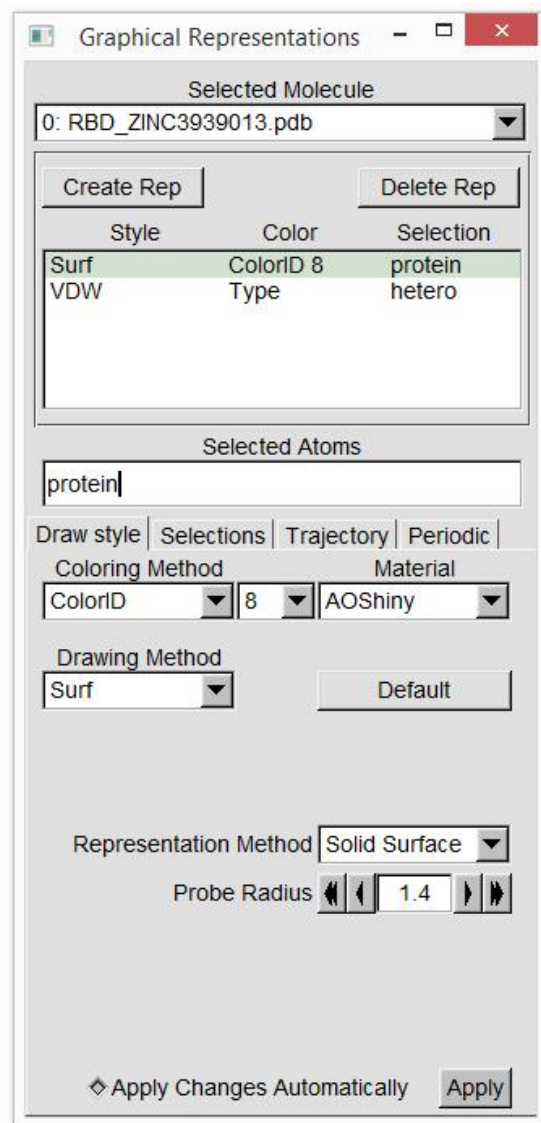 Graphical Representations
Selected Molecule
0: RBD_ZINC3939013.pdb
Create Rep Delete Rep
Style Color Selection
Surf ColorID 8 protein
VDW Type hetero
Selected Atoms
protein
Draw style Selections Trajectory Periodic
Coloring Method Material
ColorID 8 AOShiny
Drawing Method
Surf Default
Representation Method Solid Surface
Probe Radius 1.4
Apply Changes Automatically Apply